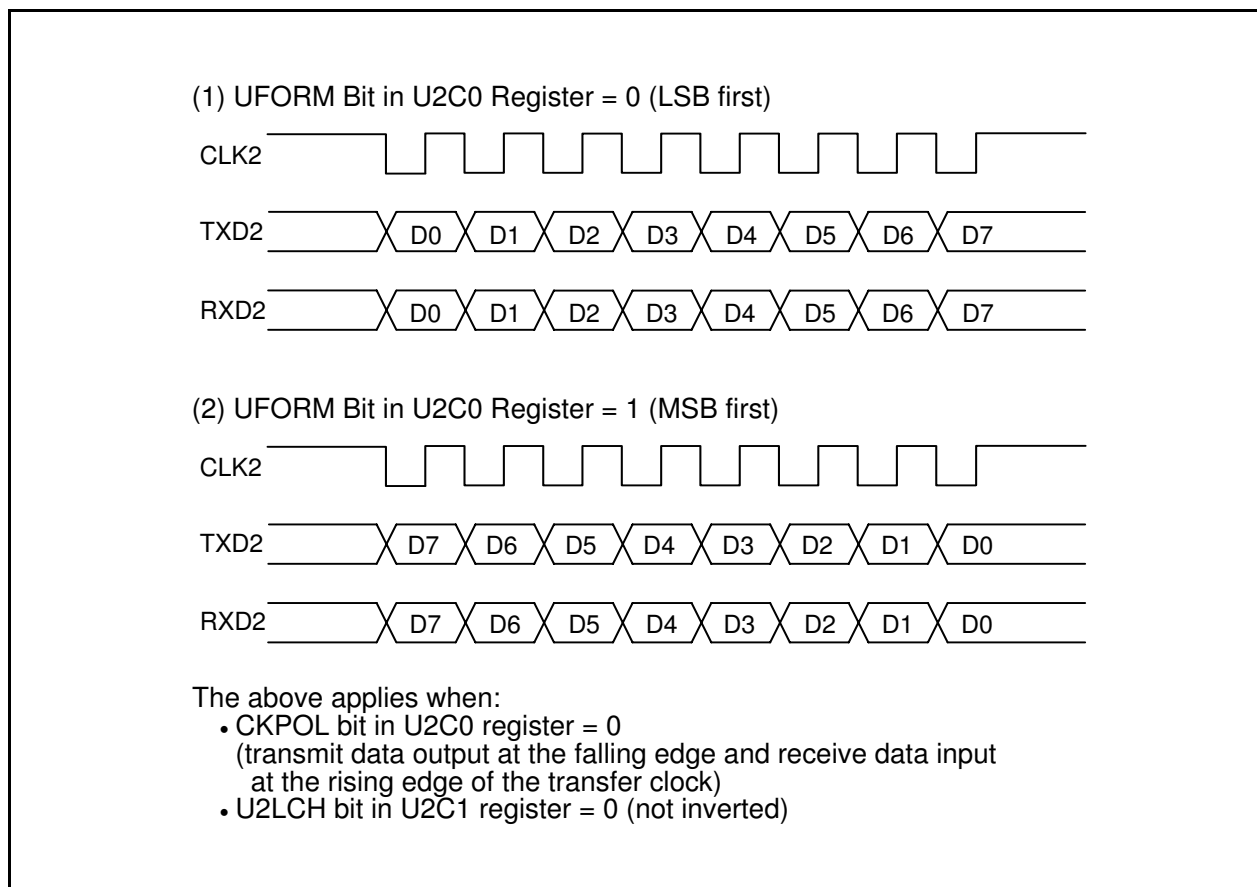 (1) UFORM Bit in U2C0 Register = 0 (LSB first)
CLK2
TXD2 D0 D1 D2 D3 D4 D5 D6 D7
RXD2 D0 D1 D2 D3 D4 D5 D6 D7
(2) UFORM Bit in U2C0 Register = 1 (MSB first)
CLK2
TXD2 D7 D6 D5 D4 D3 D2 D1 D0
RXD2 D7 D6 D5 D4 D3 D2 D1 D0
The above applies when:
• CKPOL bit in U2C0 register = 0
(transmit data output at the falling edge and receive data input
at the rising edge of the transfer clock)
• U2LCH bit in U2C1 register = 0 (not inverted)